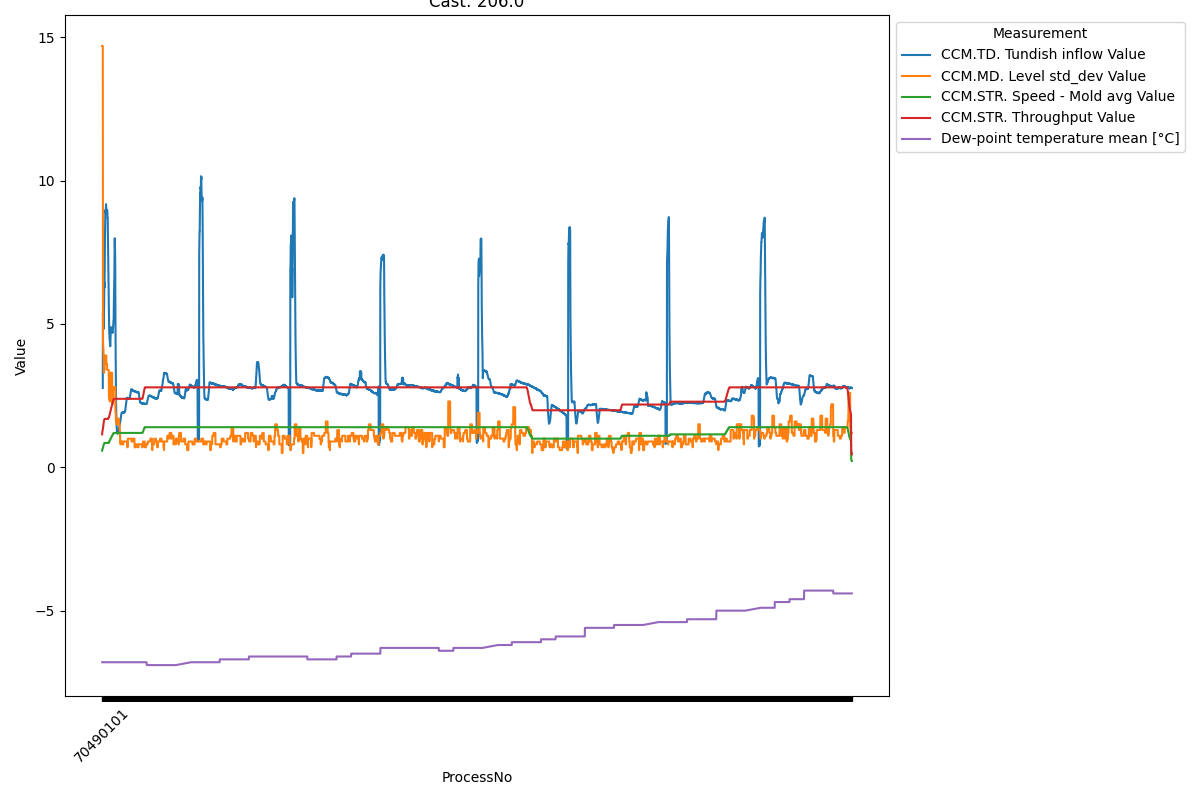 Cast: 206.0
Measurement
CCM.TD. Tundish inflow Value
CCM.MD. Level std_dev Value
CCM.STR. Speed - Mold avg Value
CCM.STR. Throughput Value
Dew-point temperature mean [°C]
15
10
5
0
−5
Value
70490101
ProcessNo